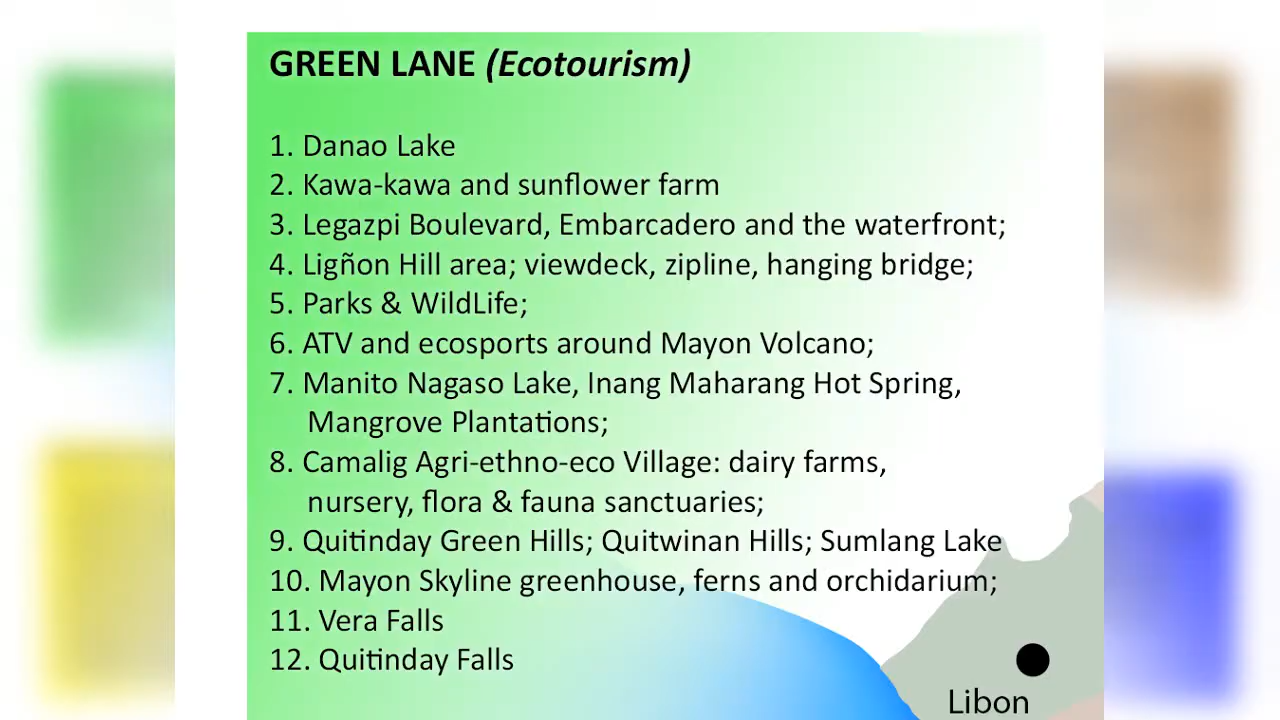 GREEN LANE (Ecotourism)
1. Danao Lake
2. Kawa-kawa and sunflower farm
3. Legazpi Boulevard, Embarcadero and the waterfront;
4. Ligñon Hill area; viewdeck, zipline, hanging bridge;
5. Parks & WildLife;
6. ATV and ecosports around Mayon Volcano;
7. Manito Nagaso Lake, Inang Maharang Hot Spring,
Mangrove Plantations;
8. Camalig Agri-ethno-eco Village: dairy farms,
nursery, flora & fauna sanctuaries;
9. Quitinday Green Hills; Quitwinan Hills; Sumlang Lake
10. Mayon Skyline greenhouse, ferns and orchidarium;
11. Vera Falls
12. Quitinday Falls
Libon